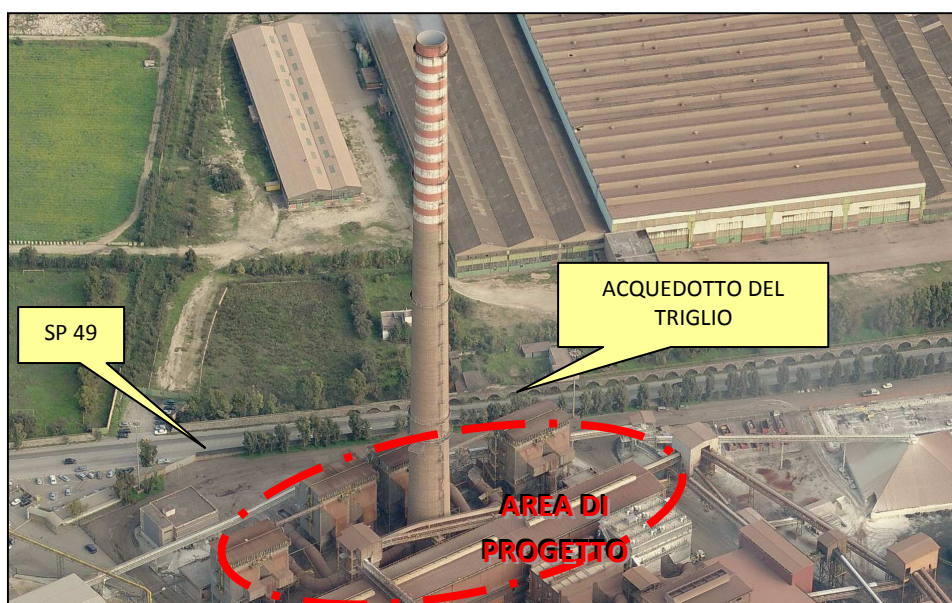 ACQUEDOTTO DEL
TRIGLIO
SP 49
AREA DI
PROGETTO